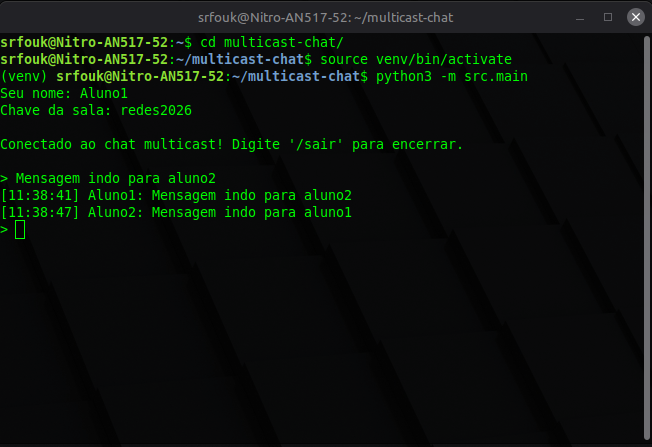 srfouk@Nitro-AN517-52: ~/multicast-chat
srfouk@Nitro-AN517-52:~$ cd multicast-chat/
srfouk@Nitro-AN517-52:~/multicast-chat$ source venv/bin/activate
(venv) srfouk@Nitro-AN517-52:~/multicast-chat$ python3 -m src.main
Seu nome: Aluno1
Chave da sala: redes2026
Conectado ao chat multicast! Digite '/sair' para encerrar.
> Mensagem indo para aluno2
[11:38:41] Aluno1: Mensagem indo para aluno2
[11:38:47] Aluno2: Mensagem indo para aluno1
>